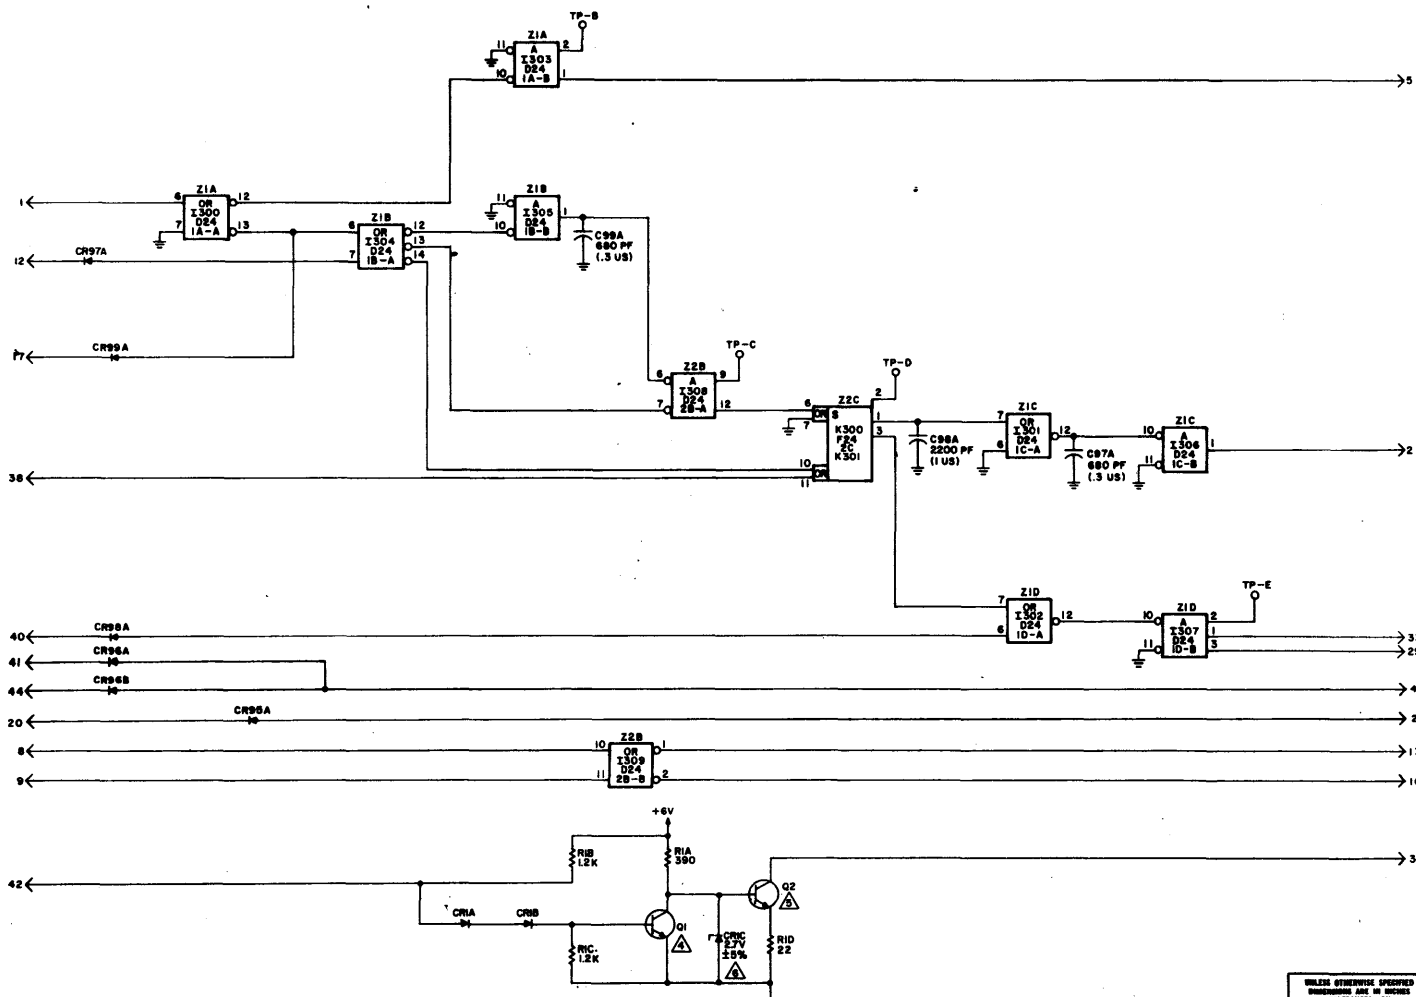 TP-B
Z1A
11 A 2
I303
D24
10 1A-B 1
5
Z1A
1 6 OR 12
I300
D24
7 1A-A 13
Z1B
6 OR 12
I304 13
D24
7 1B-A 14
Z1B
11 A 1
I305
D24
10 1B-B
C99A
680 PF
(.3 US)
12 CR97A
CR99A
Z2B
6 A 9
I308
D24
7 2B-A 12
TP-C
TP-D
Z2C
2
6 OR S 1
7 K300 3
F24
2C
10 K301
OR
11
C98A
2200 PF
(1 US)
Z1C
7 OR 12
I301
D24
6 1C-A
C97A
680 PF
(.3 US)
Z1C
10 A 1
I306
D24
11 1C-B
2
38
Z1D
7 OR 12
I302
D24
6 1D-A
TP-E
Z1D
10 A 2
I307 1
D24
11 1D-B 3
40 CR98A
41 CR96A
29
44 CR96B
4
20 CR95A
2
Z2B
8 10 OR 1
I309
D24
9 11 2B-B 2
+6V
R1B
1.2K
R1A
390
42
CR1A CR1B
R1C
1.2K
Q1
4
CR1C
2.7V
±5%
6
Q2
5
R1D
22
3
UNLESS OTHERWISE SPECIFIED
DIMENSIONS ARE IN INCHES